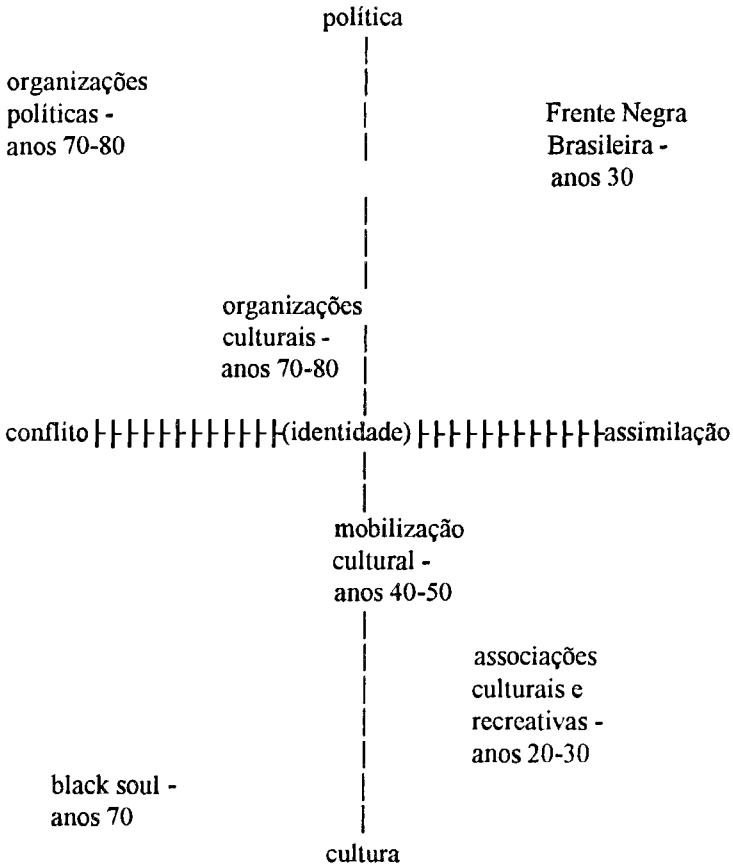 política
organizações
políticas -
anos 70-80
Frente Negra
Brasileira -
anos 30
organizações
culturais -
anos 70-80
conflito (identidade) assimilação
mobilização
cultural -
anos 40-50
associações
culturais e
recreativas -
anos 20-30
black soul -
anos 70
cultura